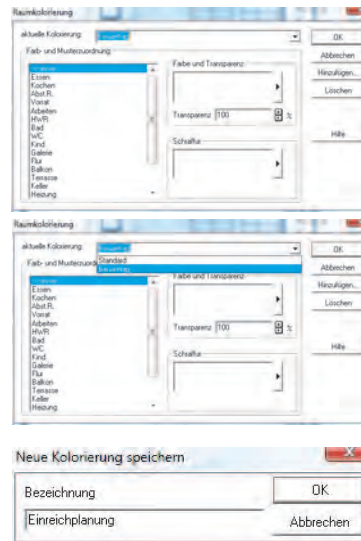 Raumkolorierung
aktuelle Kolorierung
OK
Abbrechen
Hinzufügen...
Löschen
Hilfe
Farb- und Musterzuordnung
Essen
Kochen
Abst.R.
Vorrat
Arbeiten
HWR
Bad
WC
Kind
Galerie
Flur
Balkon
Terrasse
Keller
Heizung
Farbe und Transparenz
Transparenz 100 %
Schraffur
Raumkolorierung
aktuelle Kolorierung
Standard
OK
Abbrechen
Hinzufügen...
Löschen
Hilfe
Farb- und Musterzuord
Essen
Kochen
Abst.R.
Vorrat
Arbeiten
HWR
Bad
WC
Kind
Galerie
Flur
Balkon
Terrasse
Keller
Heizung
Farbe und Transparenz
Transparenz 100 %
Schraffur
Neue Kolorierung speichern
Bezeichnung
OK
Einreichplanung
Abbrechen